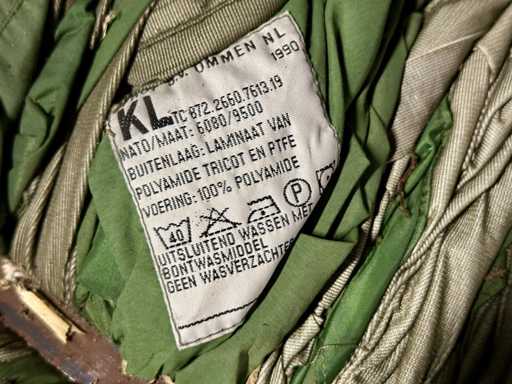 OMMEN NL
1990
KL TC 872.2660.7613.19
NATO/MAAT: 6080/9500
BUITENLAAG: LAMINAAT VAN
POLYAMIDE TRICOT EN PTFE
VOERING: 100% POLYAMIDE
40 P
UITSLUITEND WASSEN MET
BONTWASMIDDEL
GEEN WASVERZACHTER